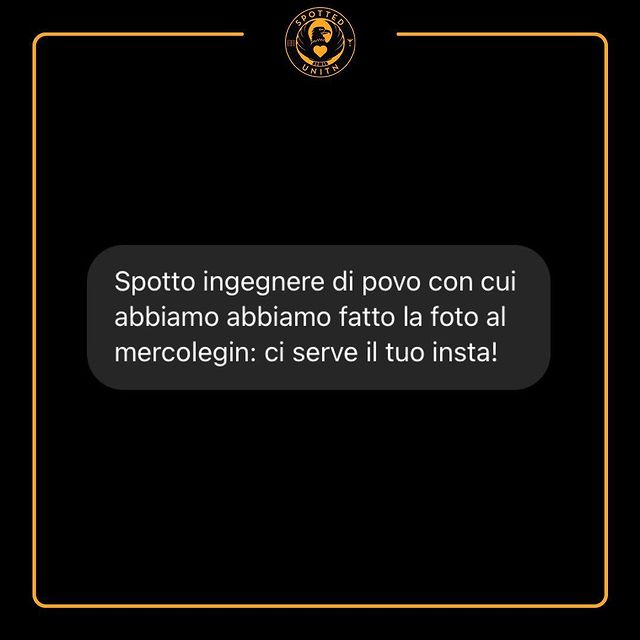 SPOTTED
UNITN
Spotto ingegnere di povo con cui
abbiamo abbiamo fatto la foto al
mercolegin: ci serve il tuo insta!